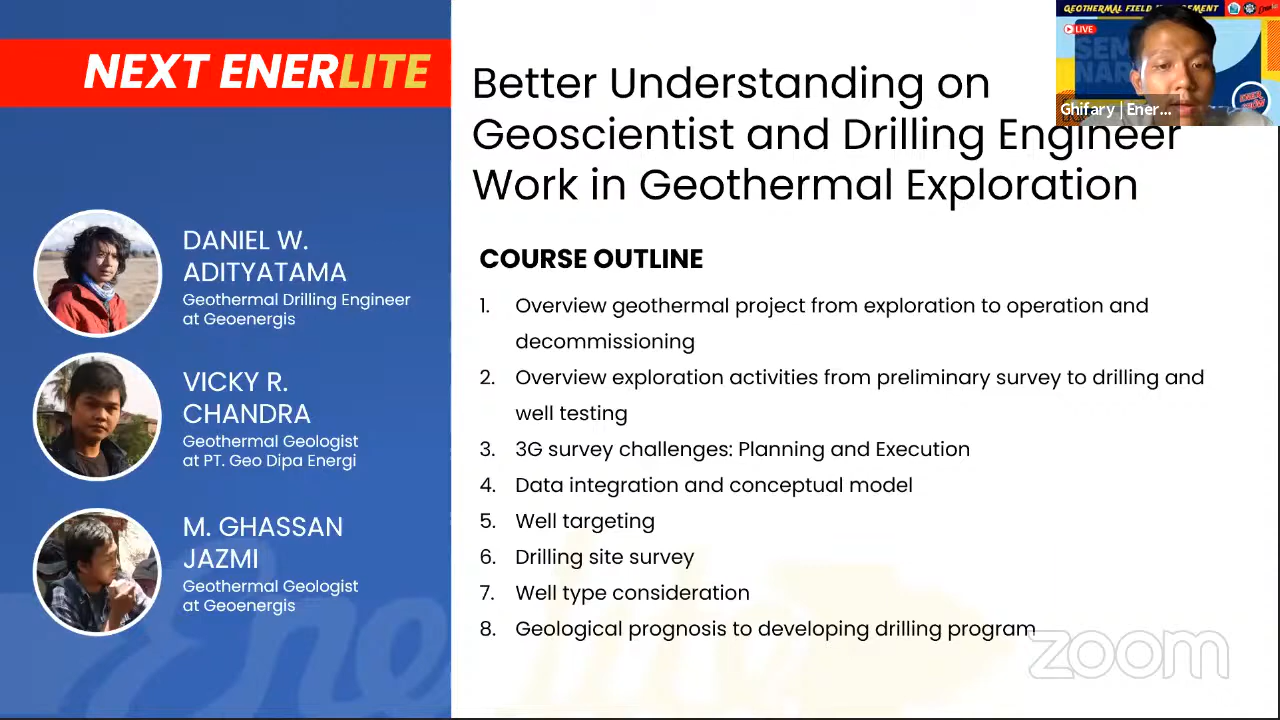 NEXT ENERLITE
DANIEL W.
ADITYATAMA
Geothermal Drilling Engineer
at Geoenergis
VICKY R.
CHANDRA
Geothermal Geologist
at PT. Geo Dipa Energi
M. GHASSAN
JAZMI
Geothermal Geologist
at Geoenergis
Better Understanding on
Geoscientist and Drilling Engineer
Work in Geothermal Exploration
COURSE OUTLINE
1. Overview geothermal project from exploration to operation and
decommissioning
2. Overview exploration activities from preliminary survey to drilling and
well testing
3. 3G survey challenges: Planning and Execution
4. Data integration and conceptual model
5. Well targeting
6. Drilling site survey
7. Well type consideration
8. Geological prognosis to developing drilling program
GEOTHERMAL FIELD
LIVE
Ghifary | Ener...
zoom